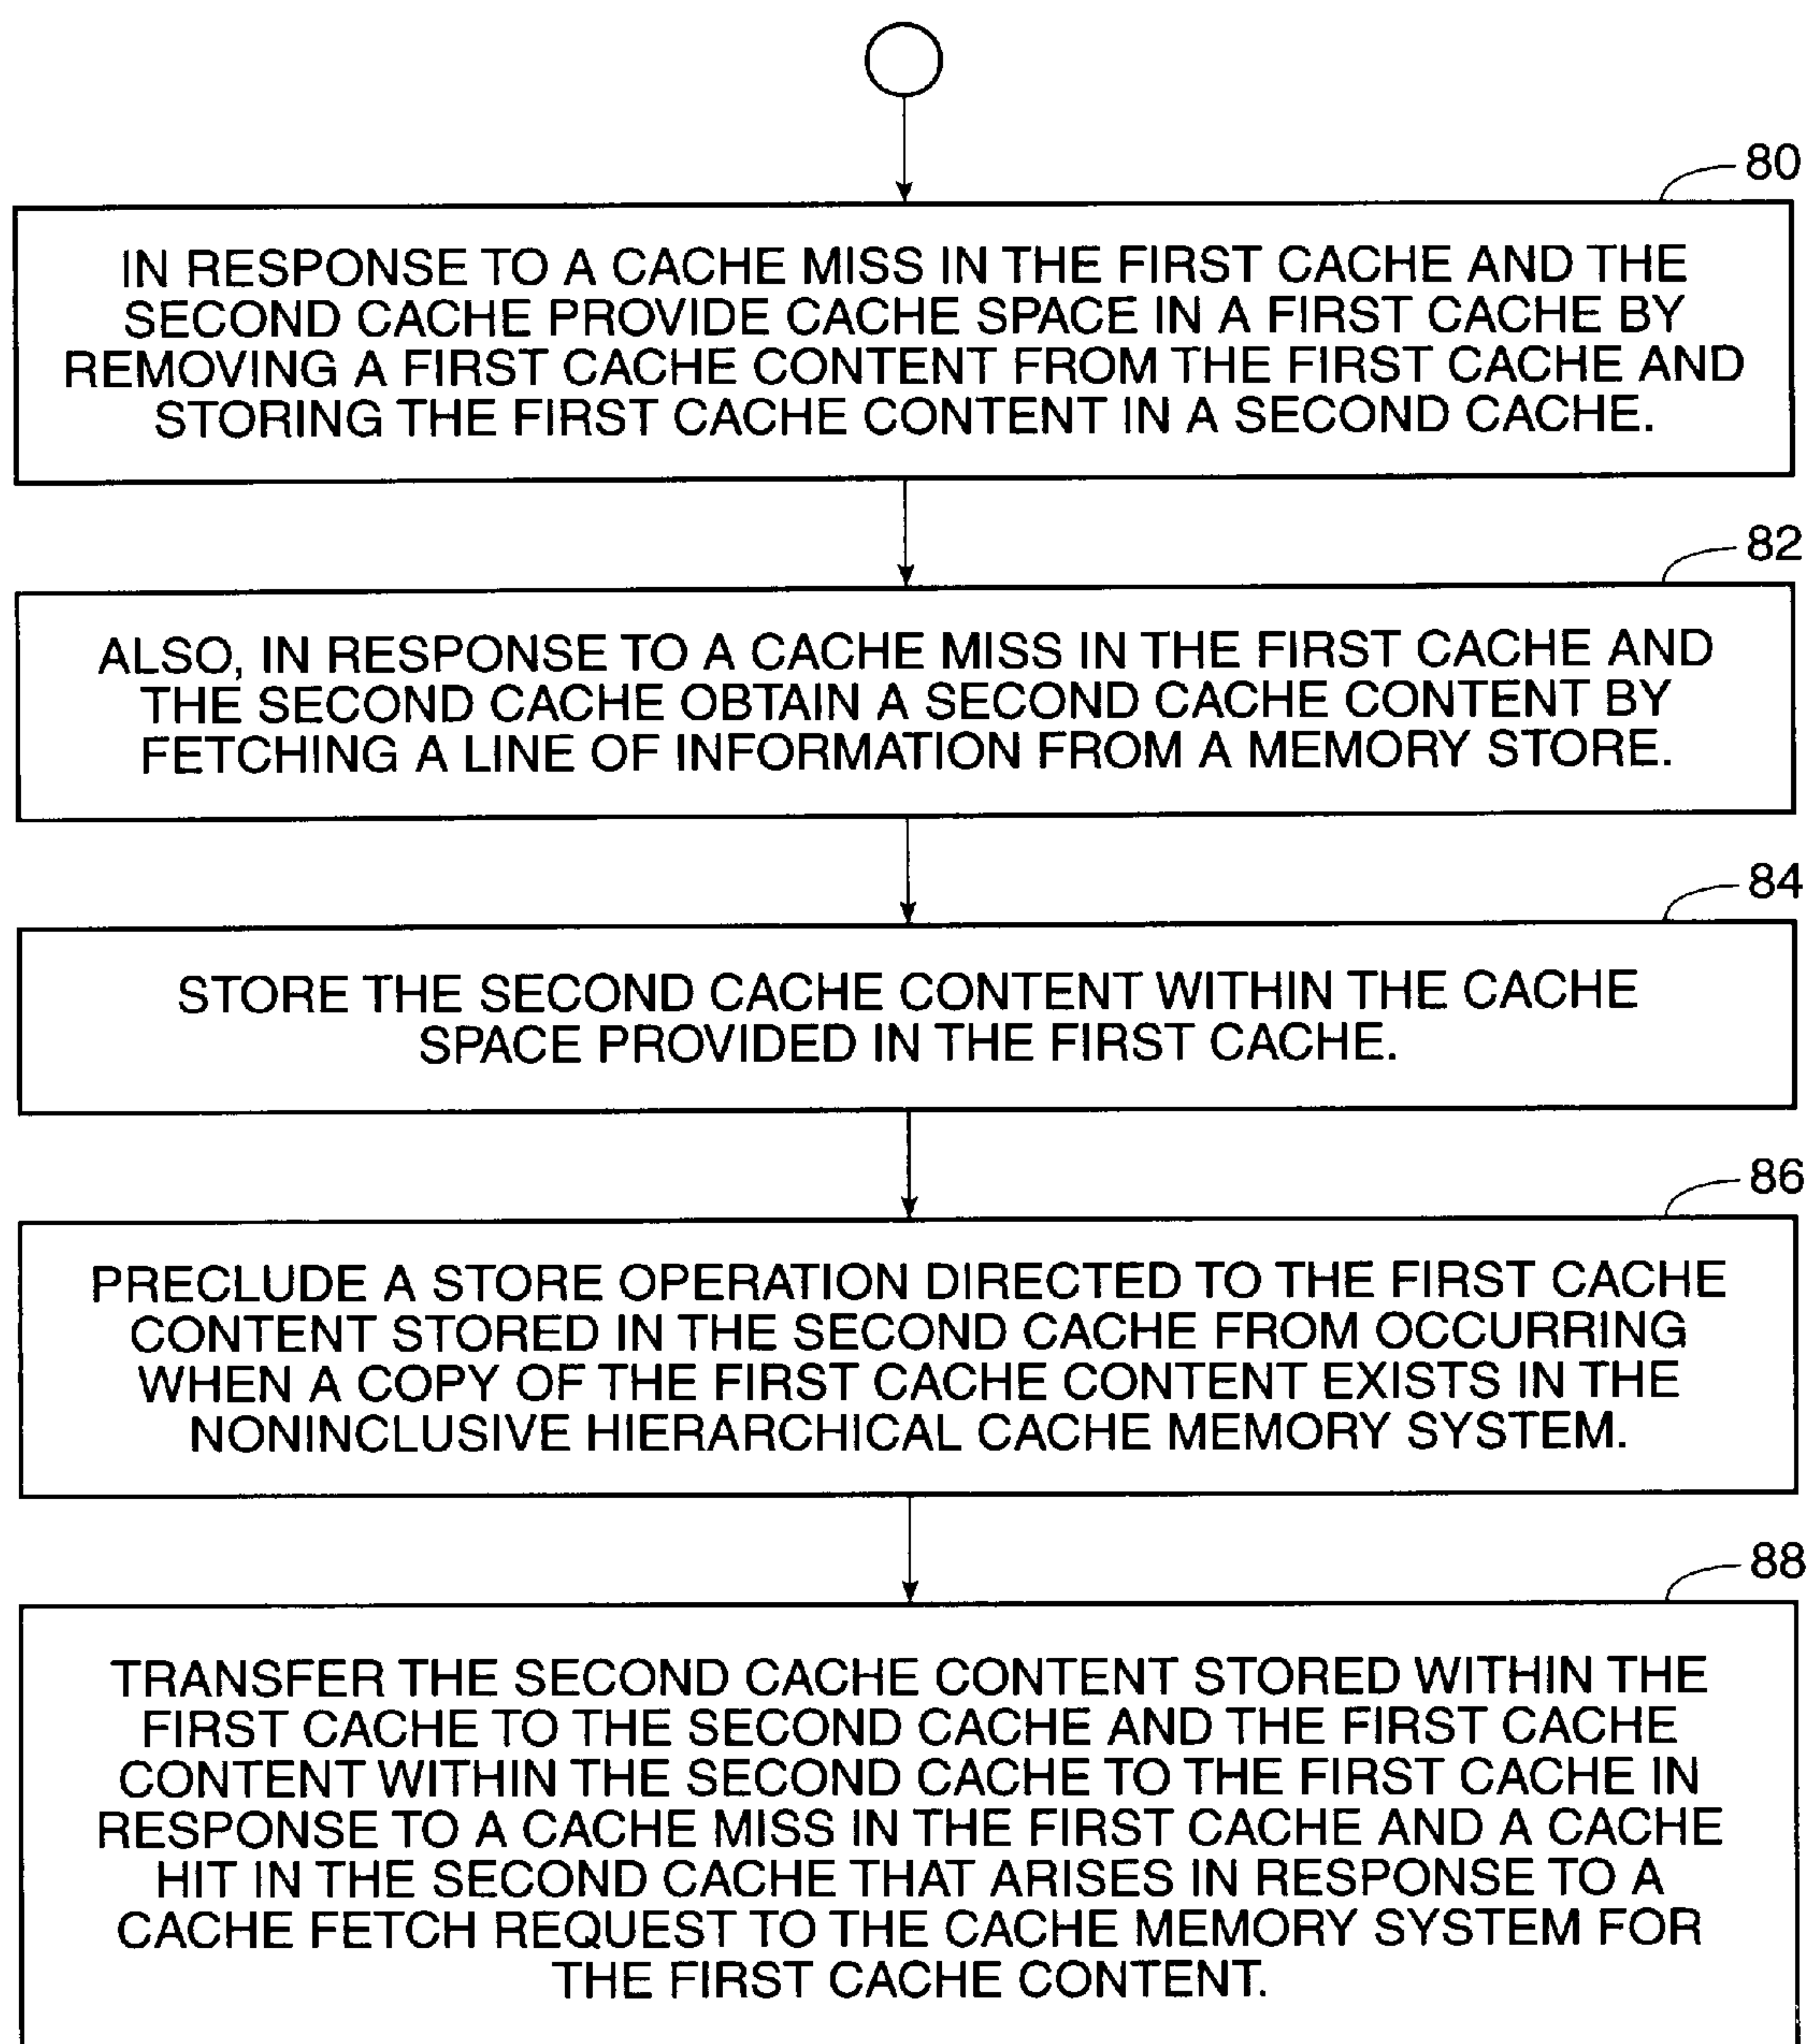 80
IN RESPONSE TO A CACHE MISS IN THE FIRST CACHE AND THE
SECOND CACHE PROVIDE CACHE SPACE IN A FIRST CACHE BY
REMOVING A FIRST CACHE CONTENT FROM THE FIRST CACHE AND
STORING THE FIRST CACHE CONTENT IN A SECOND CACHE.
82
ALSO, IN RESPONSE TO A CACHE MISS IN THE FIRST CACHE AND
THE SECOND CACHE OBTAIN A SECOND CACHE CONTENT BY
FETCHING A LINE OF INFORMATION FROM A MEMORY STORE.
84
STORE THE SECOND CACHE CONTENT WITHIN THE CACHE
SPACE PROVIDED IN THE FIRST CACHE.
86
PRECLUDE A STORE OPERATION DIRECTED TO THE FIRST CACHE
CONTENT STORED IN THE SECOND CACHE FROM OCCURRING
WHEN A COPY OF THE FIRST CACHE CONTENT EXISTS IN THE
NONINCLUSIVE HIERARCHICAL CACHE MEMORY SYSTEM.
88
TRANSFER THE SECOND CACHE CONTENT STORED WITHIN THE
FIRST CACHE TO THE SECOND CACHE AND THE FIRST CACHE
CONTENT WITHIN THE SECOND CACHE TO THE FIRST CACHE IN
RESPONSE TO A CACHE MISS IN THE FIRST CACHE AND A CACHE
HIT IN THE SECOND CACHE THAT ARISES IN RESPONSE TO A
CACHE FETCH REQUEST TO THE CACHE MEMORY SYSTEM FOR
THE FIRST CACHE CONTENT.